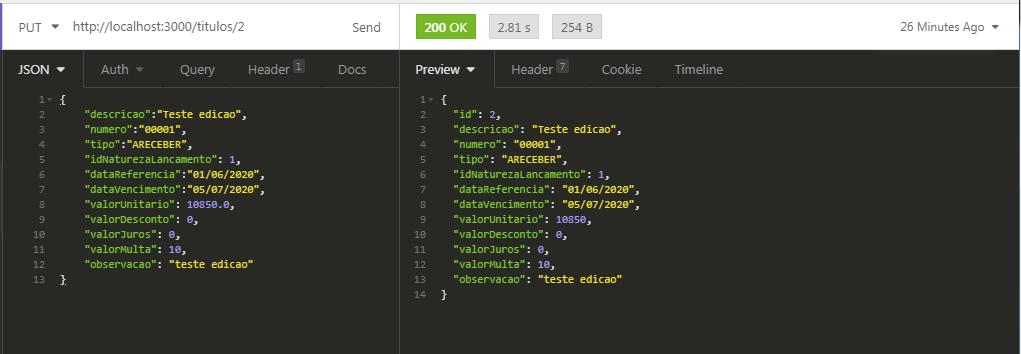 PUT http://localhost:3000/titulos/2 Send 200 OK 2.81 s 254 B 26 Minutes Ago
JSON Auth Query Header 1 Docs Preview Header 7 Cookie Timeline
1 {
2 "descricao":"Teste edicao",
3 "numero":"00001",
4 "tipo":"ARECEBER",
5 "idNaturezaLancamento": 1,
6 "dataReferencia":"01/06/2020",
7 "dataVencimento":"05/07/2020",
8 "valorUnitario": 10850.0,
9 "valorDesconto": 0,
10 "valorJuros": 0,
11 "valorMulta": 10,
12 "observacao": "teste edicao"
13 }
1 {
2 "id": 2,
3 "descricao": "Teste edicao",
4 "numero": "00001",
5 "tipo": "ARECEBER",
6 "idNaturezaLancamento": 1,
7 "dataReferencia": "01/06/2020",
8 "dataVencimento": "05/07/2020",
9 "valorUnitario": 10850,
10 "valorDesconto": 0,
11 "valorJuros": 0,
12 "valorMulta": 10,
13 "observacao": "teste edicao"
14 }